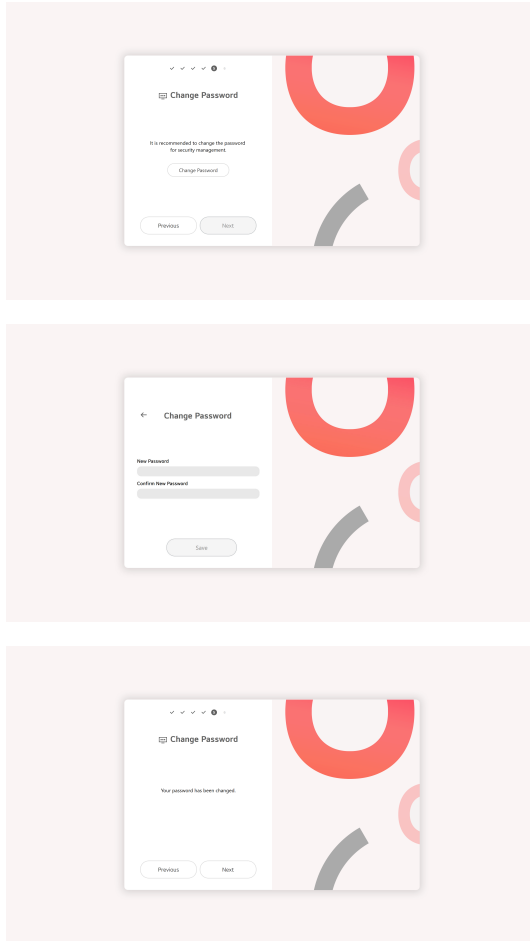 Change Password
It is recommended to change the password
for security management.
Change Password
Previous
Next
Change Password
New Password
Confirm New Password
Save
Change Password
Your password has been changed.
Previous
Next